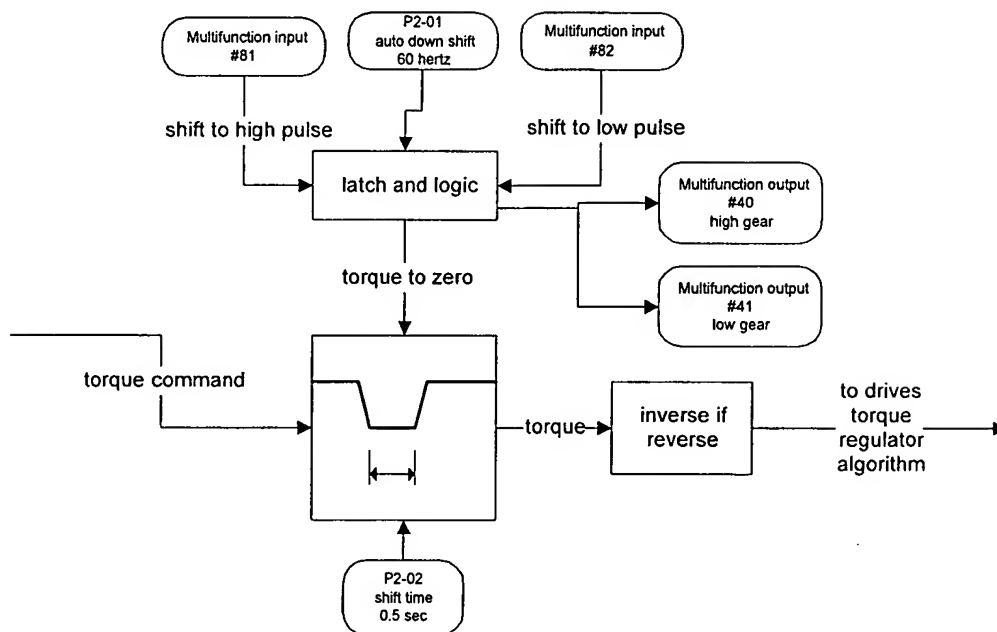 Multifunction input
#81
P2-01
auto down shift
60 hertz
Multifunction input
#82
shift to high pulse
shift to low pulse
latch and logic
Multifunction output
#40
high gear
torque to zero
Multifunction output
#41
low gear
torque command
torque
inverse if
reverse
to drives
torque
regulator
algorithm
P2-02
shift time
0.5 sec